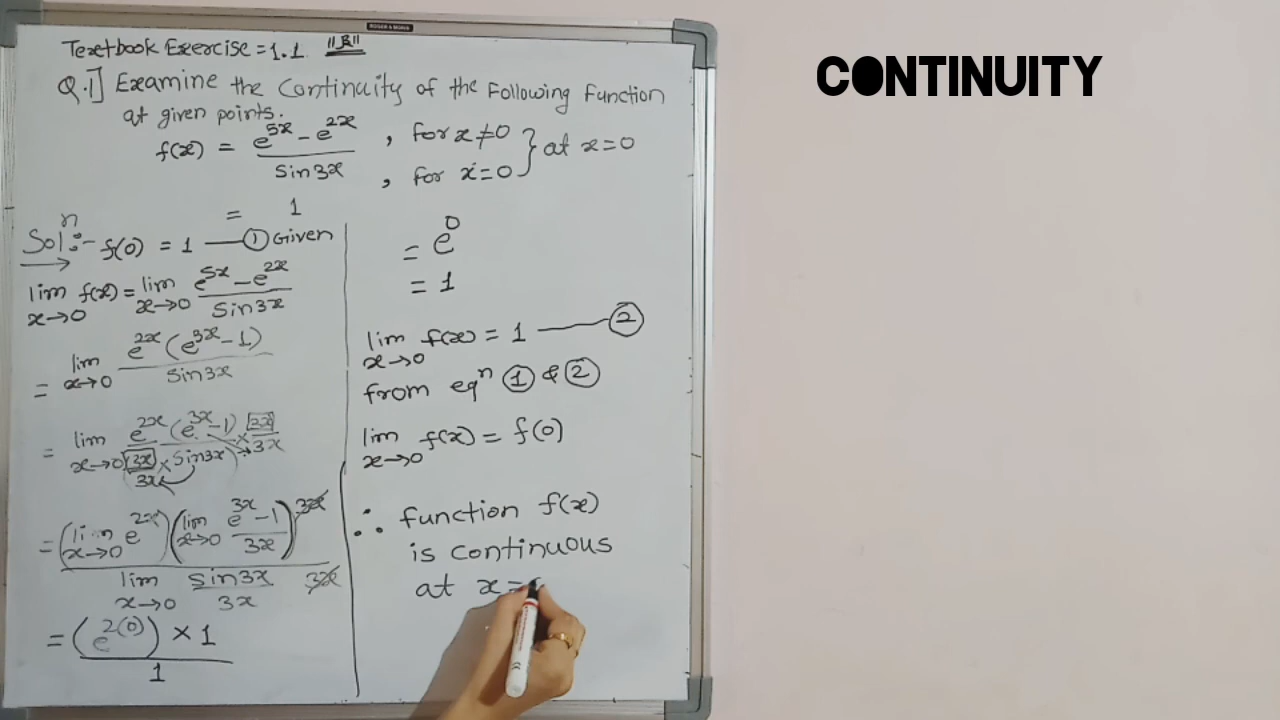 Textbook Exercise = 1.1 "B"
Q.1] Examine the Continuity of the Following Function
at given points.
f(x) = e^5x - e^2x / sin3x , for x≠0 } at x=0
= 1 , for x=0
Solⁿ:- f(0) = 1 —① Given
lim x→0 f(x) = lim x→0 e^5x - e^2x / sin3x
= lim x→0 e^2x (e^3x - 1) / sin3x
= lim x→0 e^2x (e^3x - 1) × 3x / 3x × sin3x → 3x
3x
= (lim x→0 e^2x) (lim x→0 e^3x - 1 / 3x) 3x / lim x→0 sin3x / 3x 3x
= (e^2(0)) × 1 / 1
= e^0
= 1
lim x→0 f(x) = 1 — ②
from eqⁿ ① & ②
lim x→0 f(x) = f(0)
∴ function f(x)
is continuous
at x=
CONTINUITY